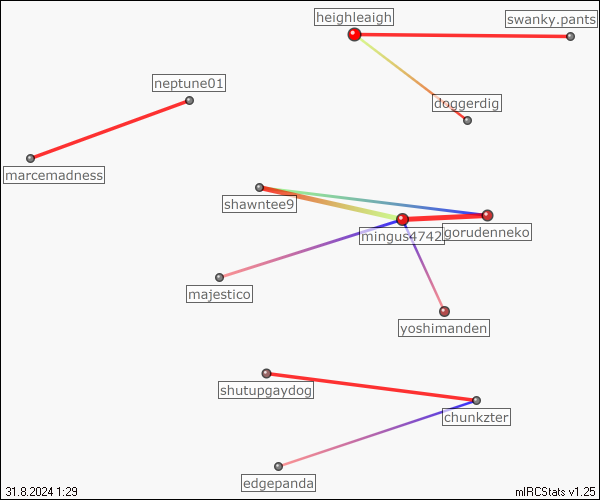 heighleaigh
swanky.pants
neptune01
doggerdig
marcemadness
shawntee9
mingus4742
gorudenneko
majestico
yoshimanden
shutupgaydog
chunkzter
edgepanda
31.8.2024 1:29
mIRCStats v1.25